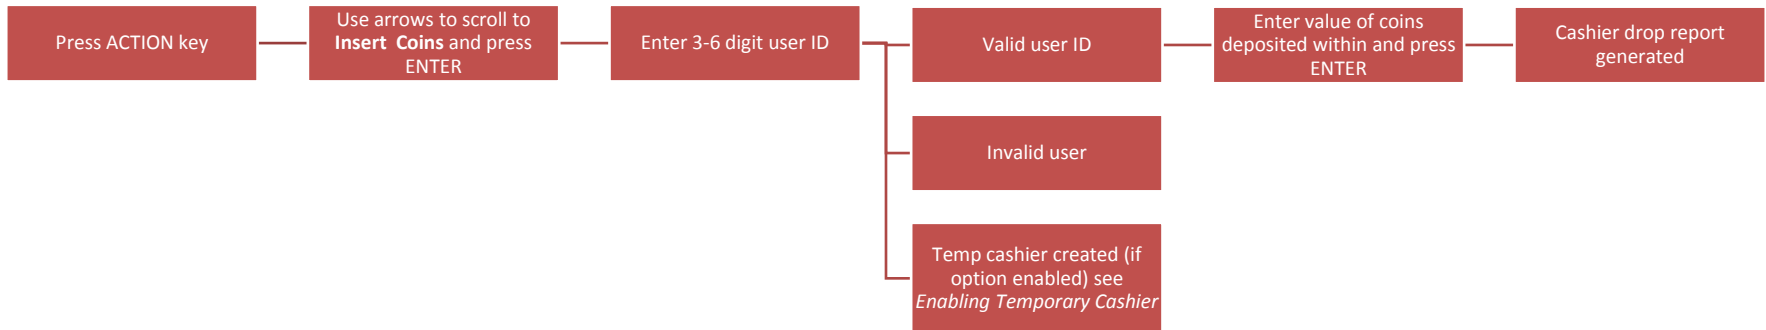 Press ACTION key
Use arrows to scroll to
Insert Coins and press
ENTER
Enter 3-6 digit user ID
Valid user ID
Enter value of coins
deposited within and press
ENTER
Cashier drop report
generated
Invalid user
Temp cashier created (if
option enabled) see
Enabling Temporary Cashier